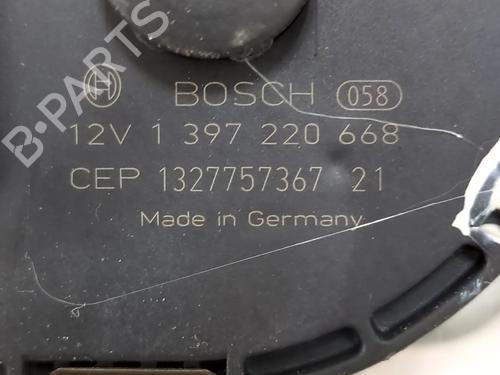 B-PARTS
BOSCH 058
12V 1 397 220 668
CEP 1327757367 21
Made in Germany